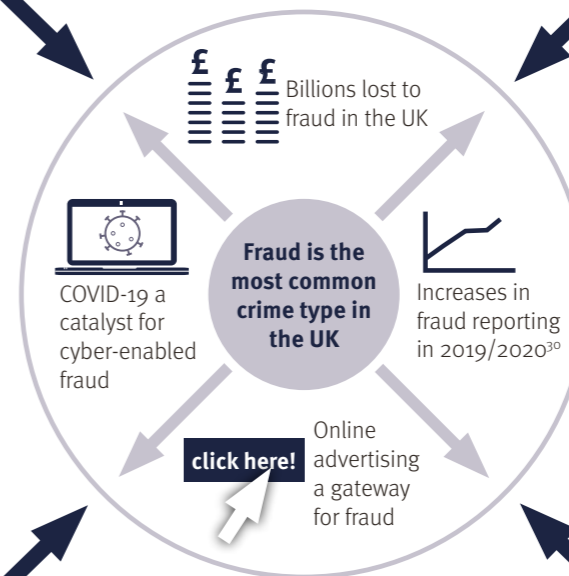 £ £ £
Billions lost to
fraud in the UK
Fraud is the
most common
crime type in
the UK
COVID-19 a
catalyst for
cyber-enabled
fraud
Increases in
fraud reporting
in 2019/2020³⁰
click here!
Online
advertising
a gateway
for fraud